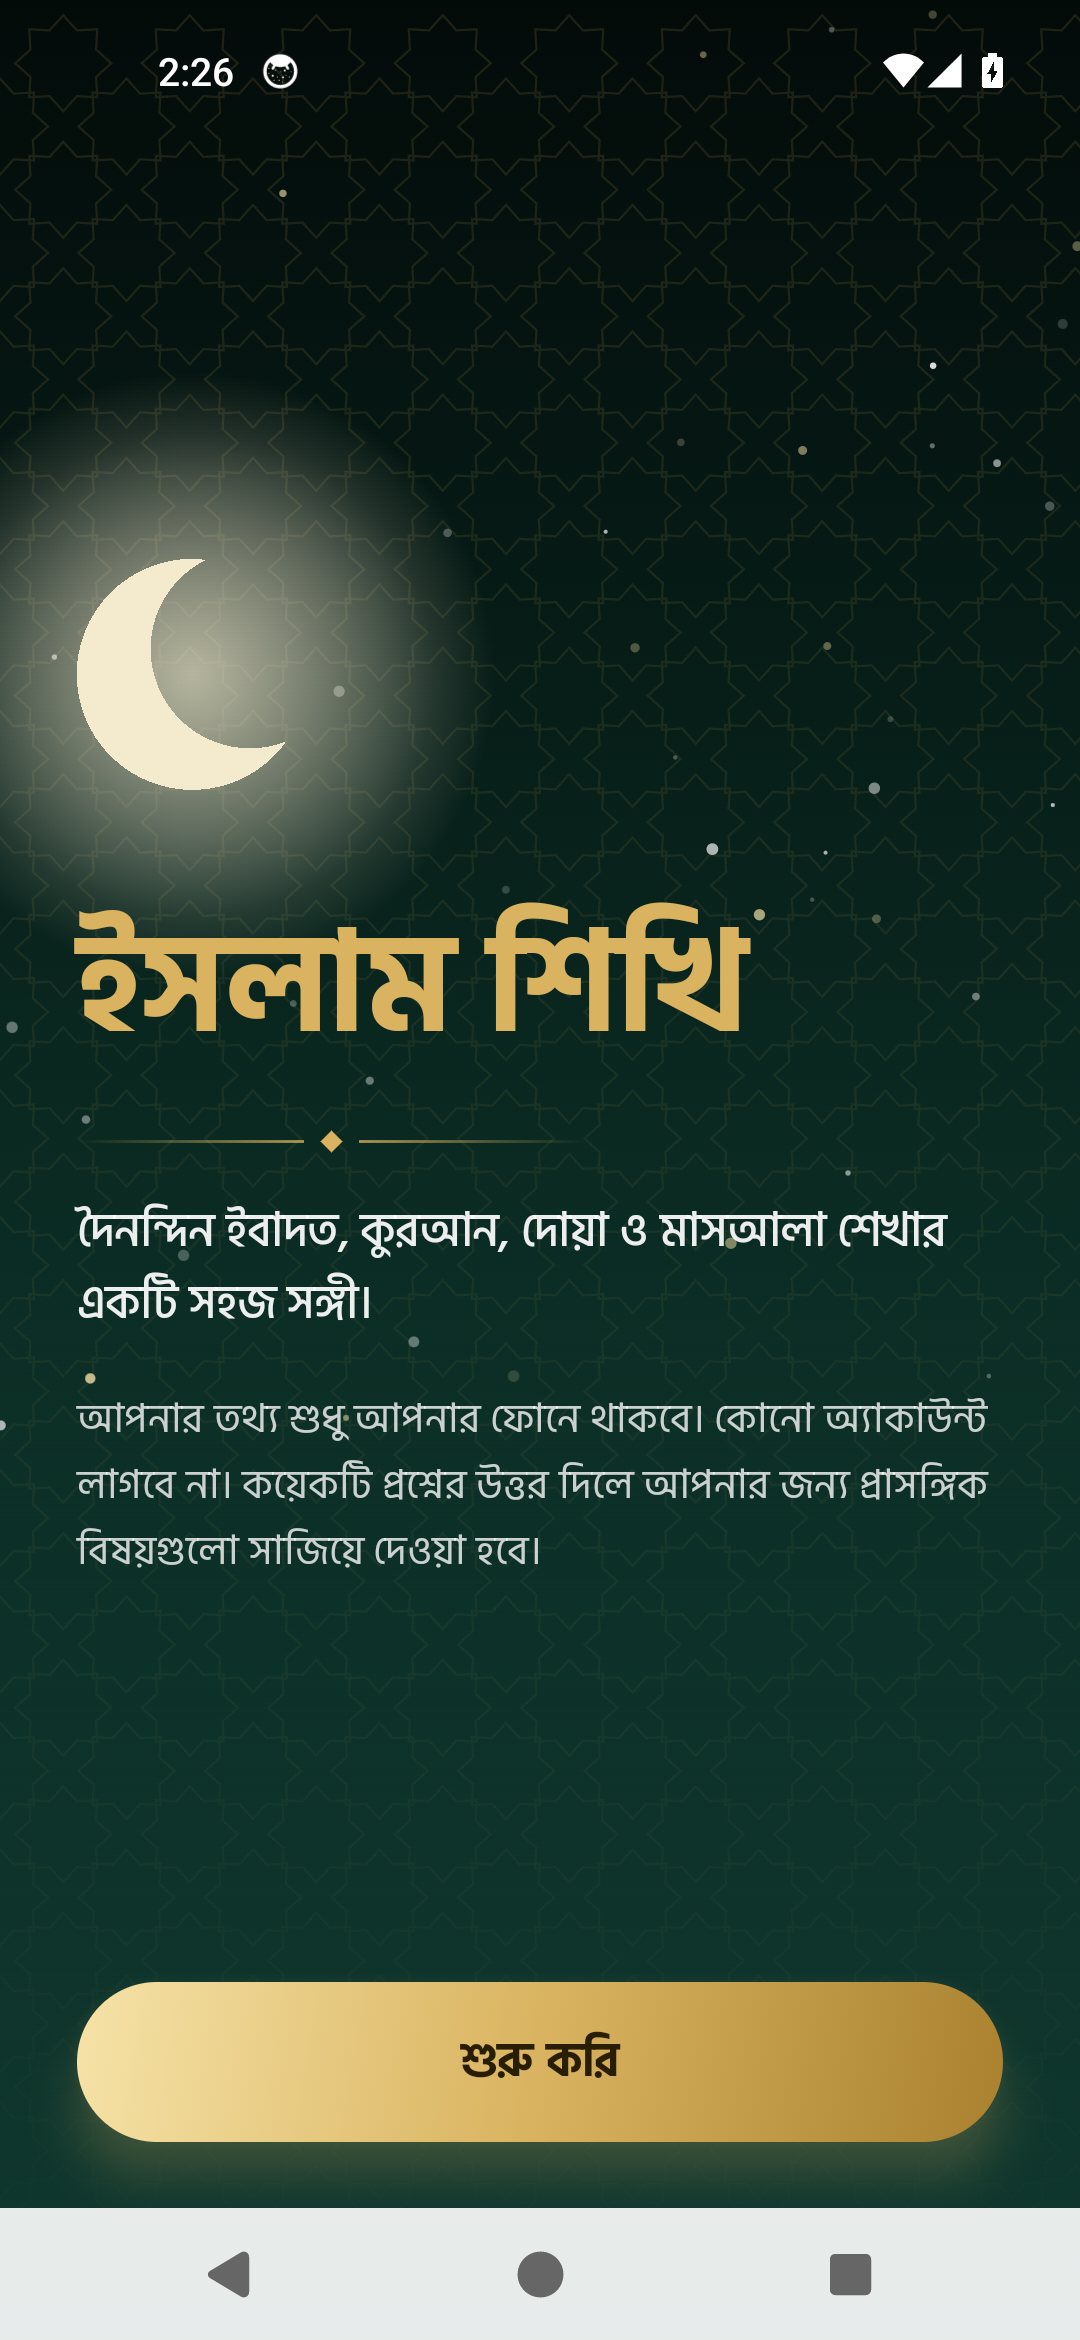 2:26
ইসলাম শিখি
দৈনন্দিন ইবাদত, কুরআন, দোয়া ও মাসআলা শেখার
একটি সহজ সঙ্গী।
আপনার তথ্য শুধু আপনার ফোনে থাকবে। কোনো অ্যাকাউন্ট
লাগবে না। কয়েকটি প্রশ্নের উত্তর দিলে আপনার জন্য প্রাসঙ্গিক
বিষয়গুলো সাজিয়ে দেওয়া হবে।
শুরু করি